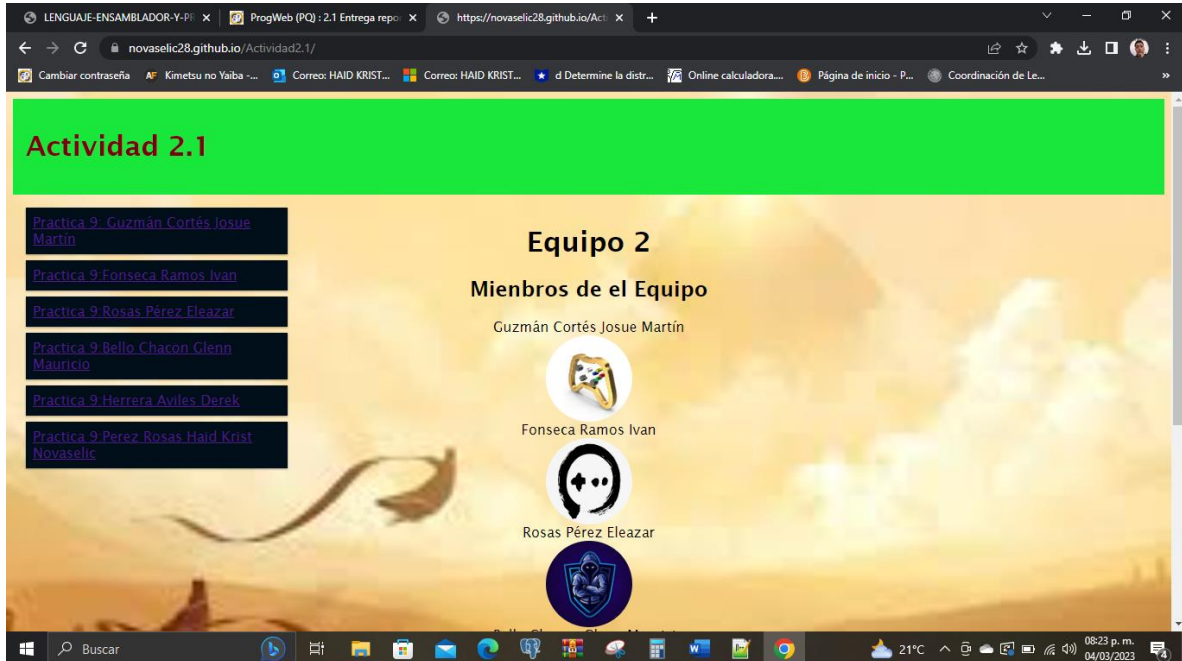 LENGUAJE-ENSAMBLADOR-Y-PR
ProgWeb (PQ) : 2.1 Entrega repo
https://novaselic28.github.io/Acti
novaselic28.github.io/Actividad2.1/
Cambiar contraseña
Kimetsu no Yaiba -...
Correo: HAID KRIST...
Correo: HAID KRIST...
d Determine la distr...
Online calculadora....
Página de inicio - P...
Coordinación de Le...
Actividad 2.1
Practica 9: Guzmán Cortés Josue
Martín
Practica 9:Fonseca Ramos Ivan
Practica 9:Rosas Pérez Eleazar
Practica 9:Bello Chacon Glenn
Mauricio
Practica 9:Herrera Aviles Derek
Practica 9:Perez Rosas Haid Krist
Novaselic
Equipo 2
Mienbros de el Equipo
Guzmán Cortés Josue Martín
Fonseca Ramos Ivan
Rosas Pérez Eleazar
Buscar
21°C
08:23 p. m.
04/03/2023